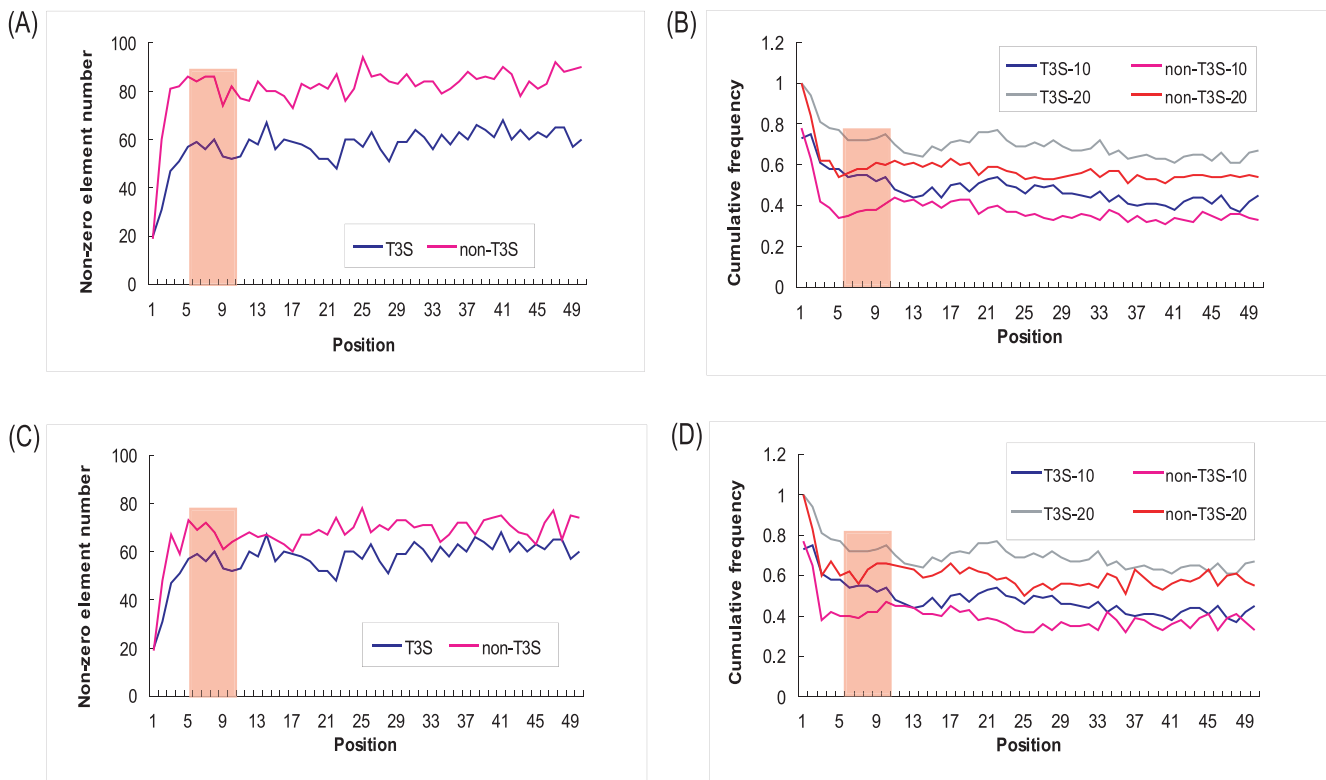 (A)
Non-zero element number
100
80
60
40
20
0
T3S non-T3S
1 5 9 13 17 21 25 29 33 37 41 45 49
Position
(B)
Cumulative frequency
1.2
1
0.8
0.6
0.4
0.2
0
T3S-10 non-T3S-10
T3S-20 non-T3S-20
1 5 9 13 17 21 25 29 33 37 41 45 49
Position
(C)
Non-zero element number
100
80
60
40
20
0
T3S non-T3S
1 5 9 13 17 21 25 29 33 37 41 45 49
Position
(D)
Cumulative frequency
1.2
1
0.8
0.6
0.4
0.2
0
T3S-10 non-T3S-10
T3S-20 non-T3S-20
1 5 9 13 17 21 25 29 33 37 41 45 49
Position